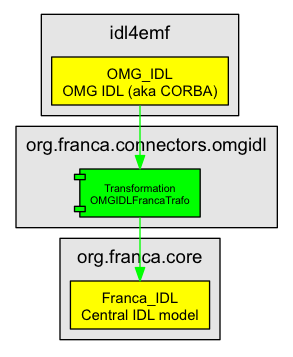 idl4emf
OMG_IDL
OMG IDL (aka CORBA)
org.franca.connectors.omgidl
Transformation
OMGIDLFrancaTrafo
org.franca.core
Franca_IDL
Central IDL model